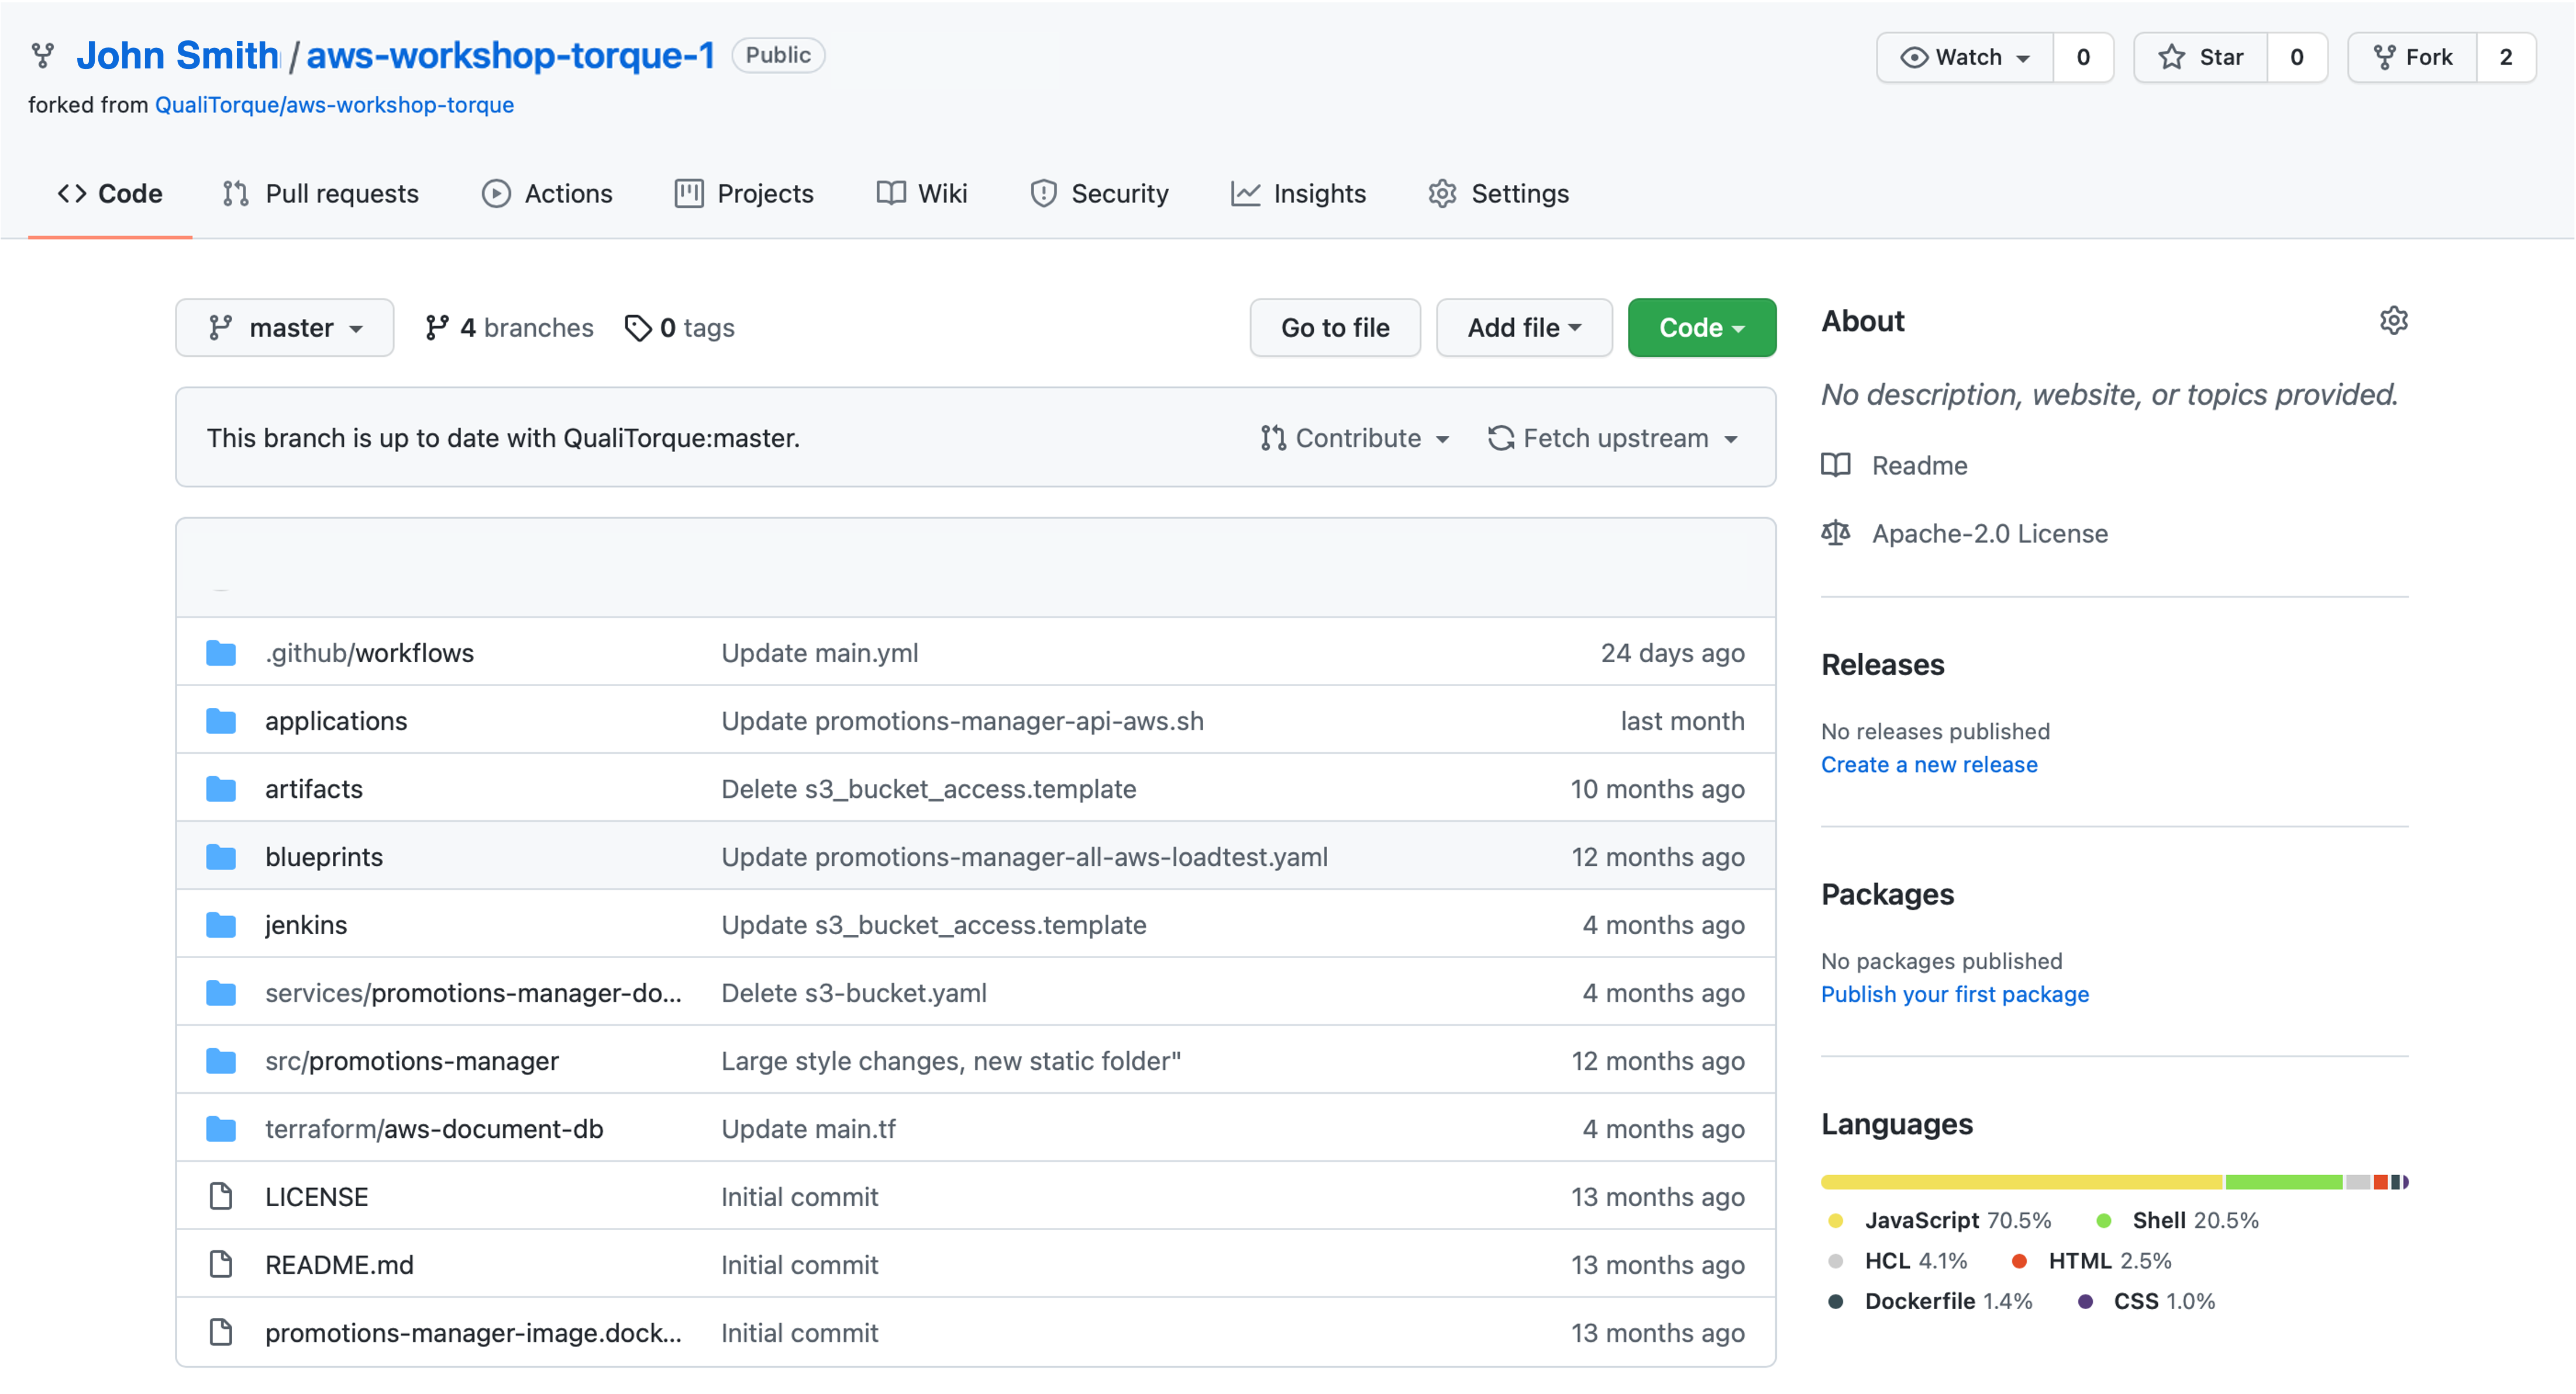 John Smith / aws-workshop-torque-1 Public
Watch 0 Star 0 Fork 2
forked from QualiTorque/aws-workshop-torque
Code Pull requests Actions Projects Wiki Security Insights Settings
master 4 branches 0 tags Go to file Add file Code
This branch is up to date with QualiTorque:master. Contribute Fetch upstream
.github/workflows Update main.yml 24 days ago
applications Update promotions-manager-api-aws.sh last month
artifacts Delete s3_bucket_access.template 10 months ago
blueprints Update promotions-manager-all-aws-loadtest.yaml 12 months ago
jenkins Update s3_bucket_access.template 4 months ago
services/promotions-manager-do... Delete s3-bucket.yaml 4 months ago
src/promotions-manager Large style changes, new static folder" 12 months ago
terraform/aws-document-db Update main.tf 4 months ago
LICENSE Initial commit 13 months ago
README.md Initial commit 13 months ago
promotions-manager-image.dock... Initial commit 13 months ago
About
No description, website, or topics provided.
Readme
Apache-2.0 License
Releases
No releases published
Create a new release
Packages
No packages published
Publish your first package
Languages
JavaScript 70.5% Shell 20.5%
HCL 4.1% HTML 2.5%
Dockerfile 1.4% CSS 1.0%